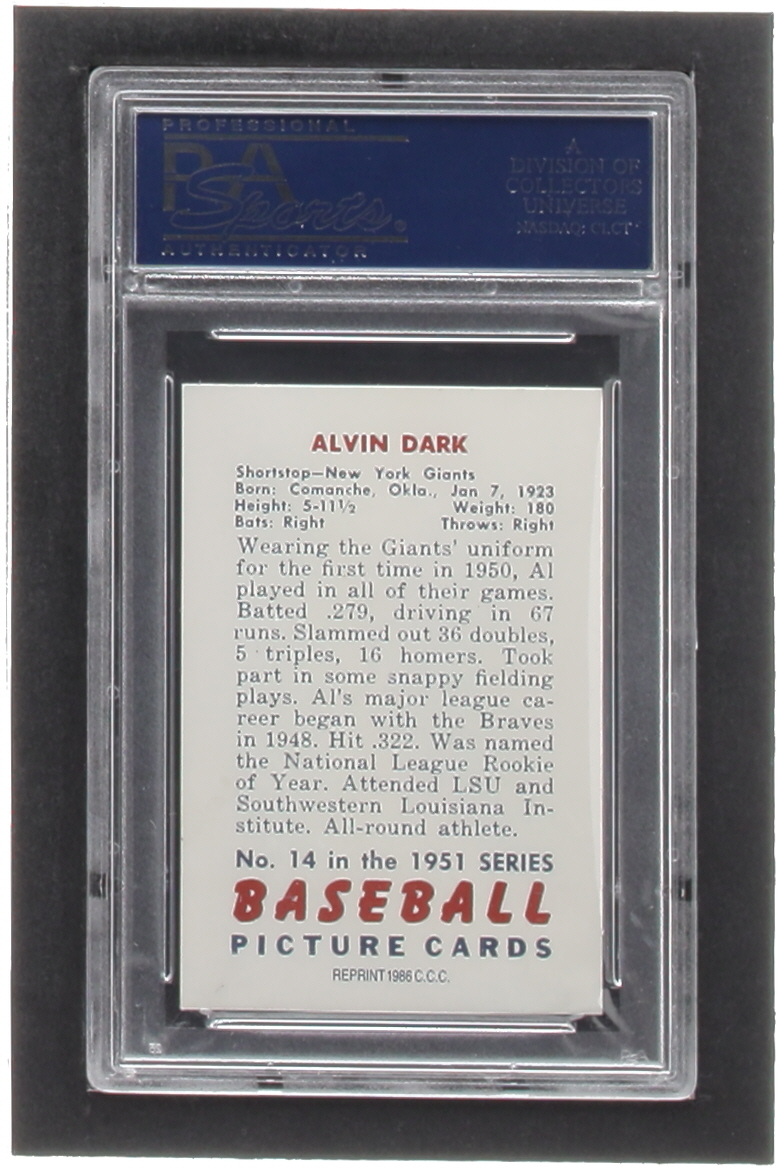 PROFESSIONAL
PSA
Sports
AUTHENTICATOR
A
DIVISION OF
COLLECTORS
UNIVERSE
NASDAQ: CLCT
ALVIN DARK
Shortstop—New York Giants
Born: Comanche, Okla., Jan 7, 1923
Height: 5-11½ Weight: 180
Bats: Right Throws: Right
Wearing the Giants' uniform
for the first time in 1950, Al
played in all of their games.
Batted .279, driving in 67
runs. Slammed out 36 doubles,
5 triples, 16 homers. Took
part in some snappy fielding
plays. Al's major league ca-
reer began with the Braves
in 1948. Hit .322. Was named
the National League Rookie
of Year. Attended LSU and
Southwestern Louisiana In-
stitute. All-round athlete.
No. 14 in the 1951 SERIES
BASEBALL
PICTURE CARDS
REPRINT 1986 C.C.C.